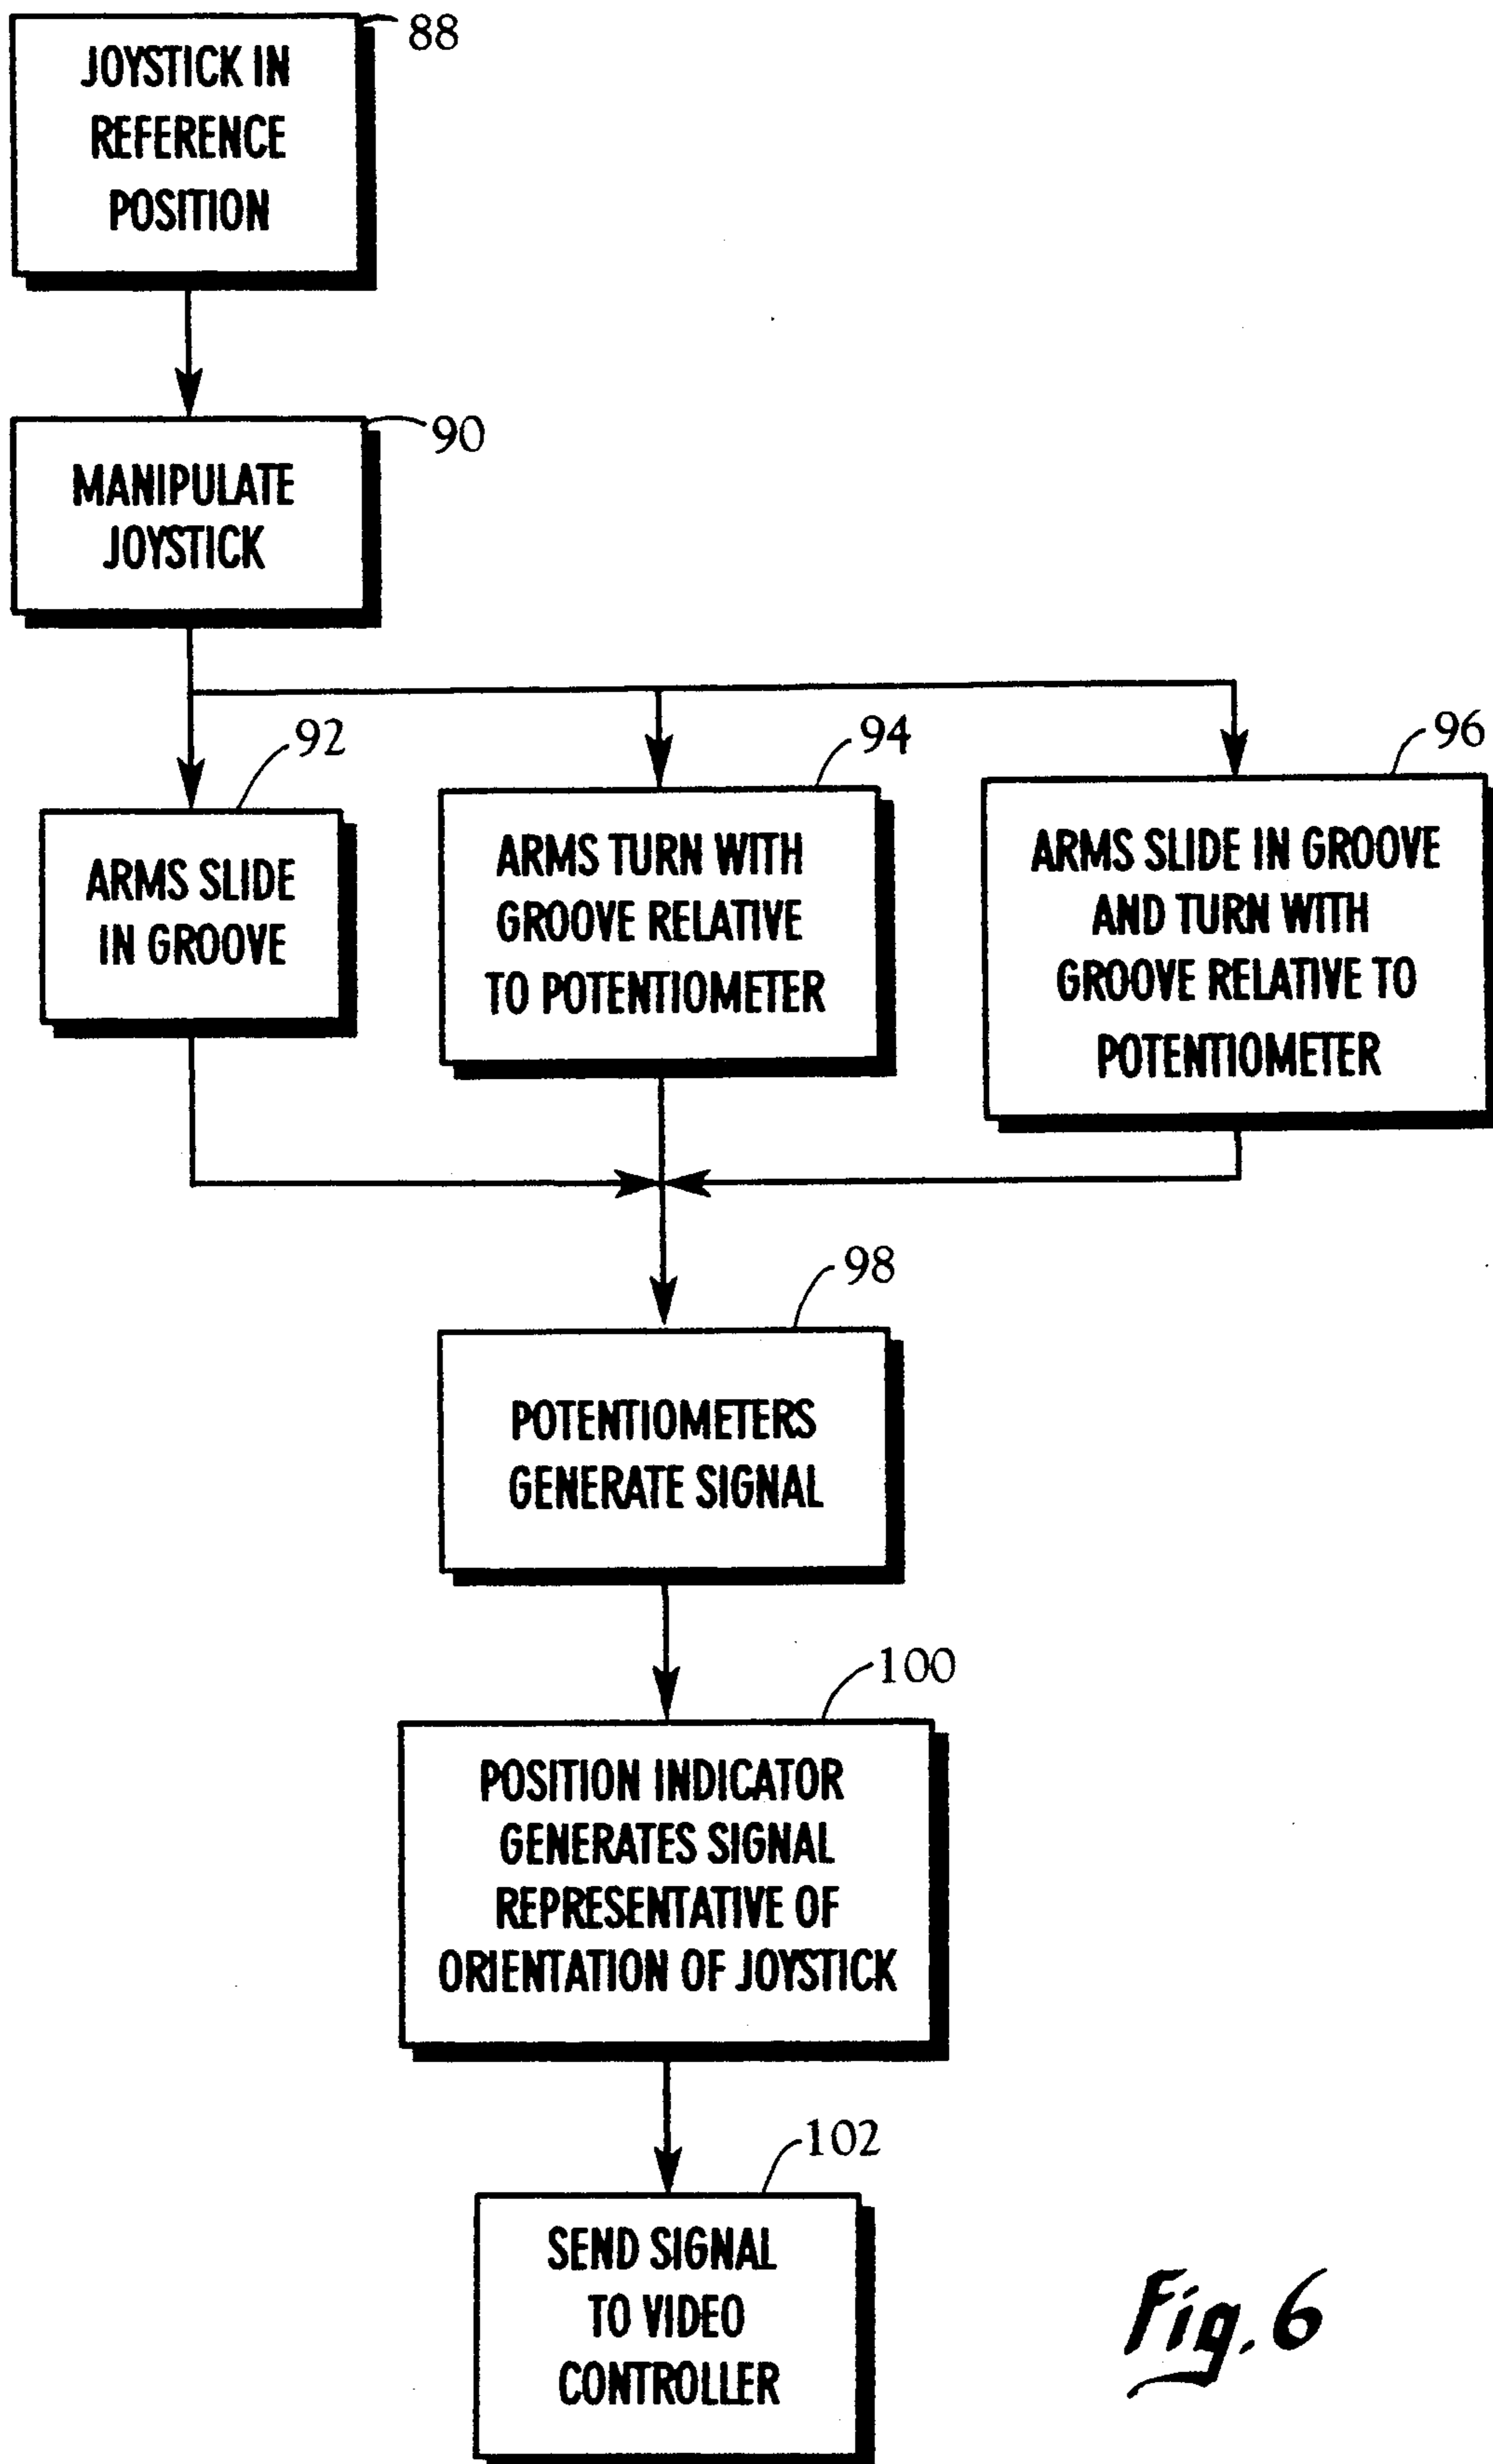 88
JOYSTICK IN
REFERENCE
POSITION
90
MANIPULATE
JOYSTICK
92
ARMS SLIDE
IN GROOVE
94
ARMS TURN WITH
GROOVE RELATIVE
TO POTENTIOMETER
96
ARMS SLIDE IN GROOVE
AND TURN WITH
GROOVE RELATIVE TO
POTENTIOMETER
98
POTENTIOMETERS
GENERATE SIGNAL
100
POSITION INDICATOR
GENERATES SIGNAL
REPRESENTATIVE OF
ORIENTATION OF JOYSTICK
102
SEND SIGNAL
TO VIDEO
CONTROLLER
Fig. 6